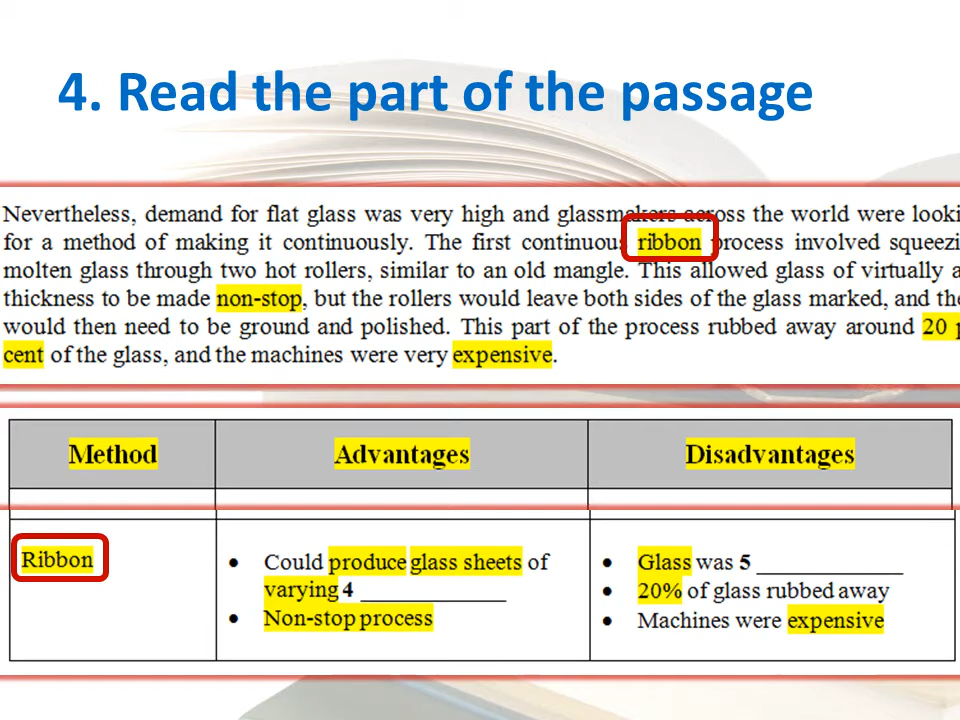 4. Read the part of the passage
Nevertheless, demand for flat glass was very high and glassmakers across the world were looki
for a method of making it continuously. The first continuous ribbon process involved squeezi
molten glass through two hot rollers, similar to an old mangle. This allowed glass of virtually a
thickness to be made non-stop, but the rollers would leave both sides of the glass marked, and the
would then need to be ground and polished. This part of the process rubbed away around 20 p
cent of the glass, and the machines were very expensive.
Method Advantages Disadvantages
Ribbon
• Could produce glass sheets of
varying 4 ______________
• Non-stop process
• Glass was 5 ______________
• 20% of glass rubbed away
• Machines were expensive